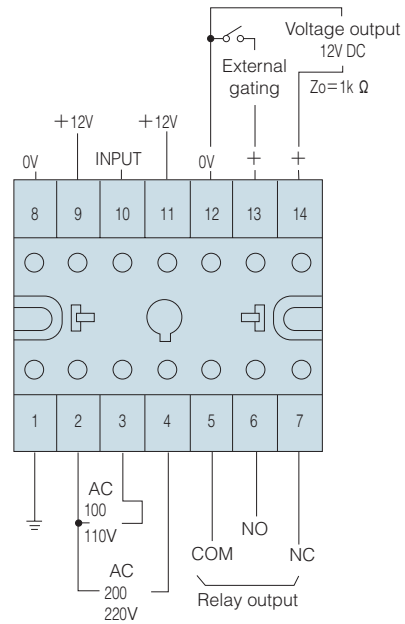 Voltage output
12V DC
External
gating
Zo=1k Ω
+12V
+12V
0V
INPUT
0V
+
+
8
9
10
11
12
13
14
1
2
3
4
5
6
7
AC
100
110V
AC
200
220V
COM
NO
NC
Relay output